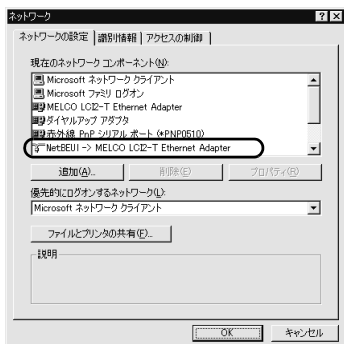 ネットワーク
ネットワークの設定 識別情報 アクセスの制御
現在のネットワーク コンポーネント(N):
Microsoft ネットワーク クライアント
Microsoft ファミリ ログオン
MELCO LCI2-T Ethernet Adapter
ダイヤルアップ アダプタ
赤外線 PnP シリアル ポート (*PNP0510)
NetBEUI -> MELCO LCI2-T Ethernet Adapter
追加(A)... 削除(E) プロパティ(R)
優先的にログオンするネットワーク(L):
Microsoft ネットワーク クライアント
ファイルとプリンタの共有(F)...
説明
OK キャンセル